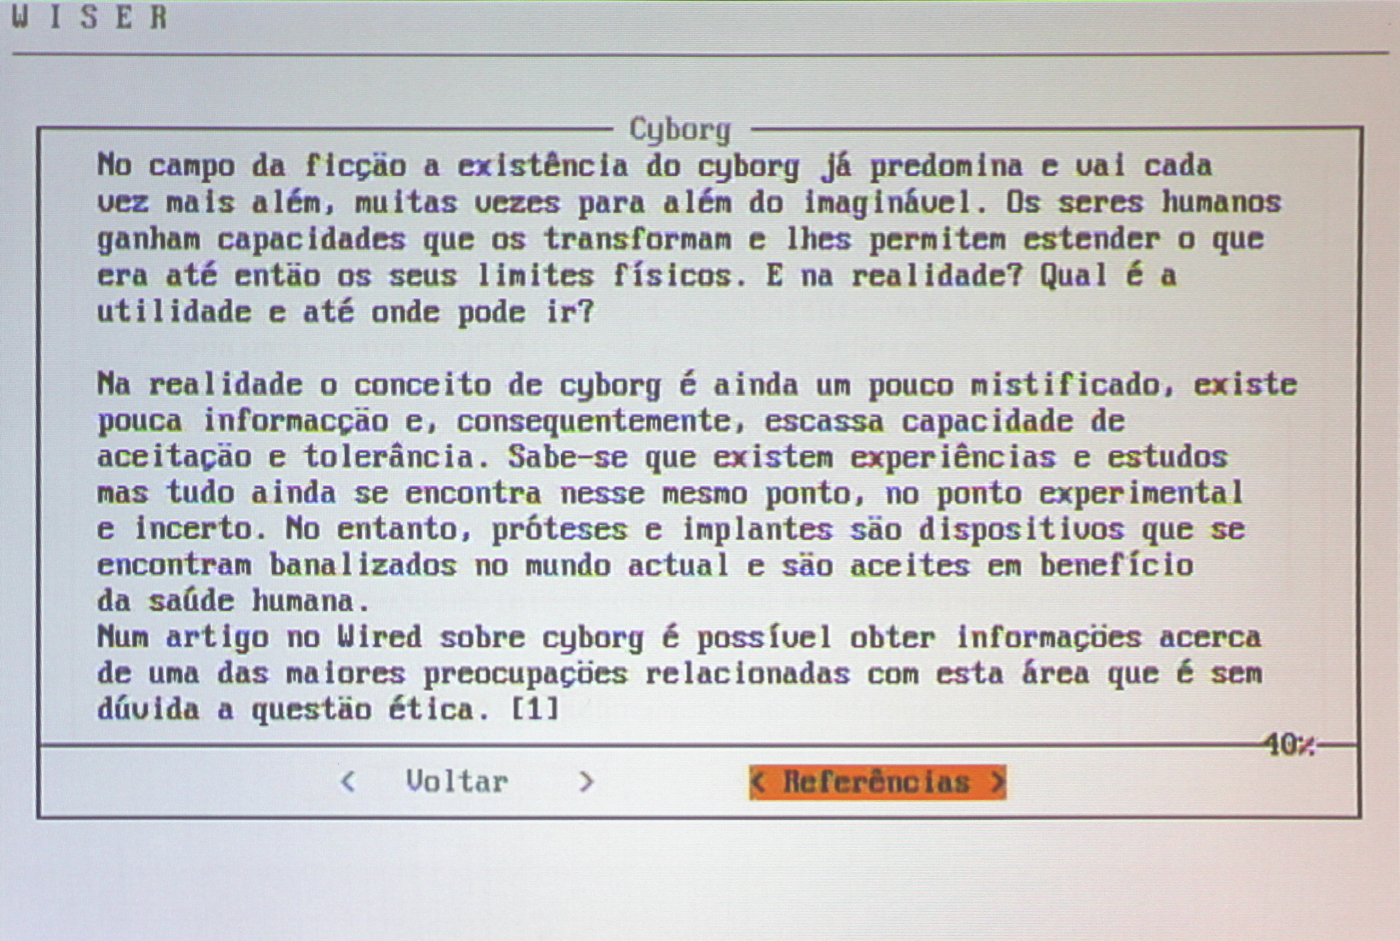 W I S E R
Cyborg
No campo da ficção a existência do cyborg já predomina e vai cada
vez mais além, muitas vezes para além do imaginável. Os seres humanos
ganham capacidades que os transformam e lhes permitem estender o que
era até então os seus limites físicos. E na realidade? Qual é a
utilidade e até onde pode ir?
Na realidade o conceito de cyborg é ainda um pouco mistificado, existe
pouca informacção e, consequentemente, escassa capacidade de
aceitação e tolerância. Sabe-se que existem experiências e estudos
mas tudo ainda se encontra nesse mesmo ponto, no ponto experimental
e incerto. No entanto, próteses e implantes são dispositivos que se
encontram banalizados no mundo actual e são aceites em benefício
da saúde humana.
Num artigo no Wired sobre cyborg é possível obter informações acerca
de uma das maiores preocupações relacionadas com esta área que é sem
dúvida a questão ética. [1]
40%
< Voltar > < Referências >